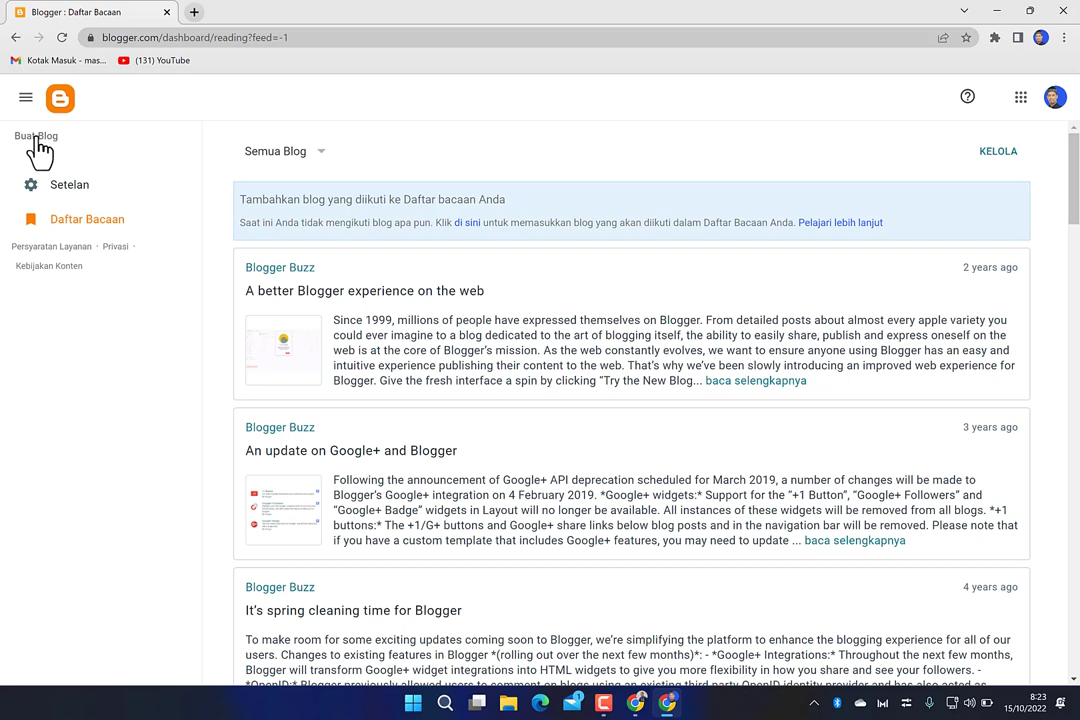 Blogger : Daftar Bacaan
blogger.com/dashboard/reading?feed=-1
Kotak Masuk - mas...
(131) YouTube
Buat Blog
Setelan
Daftar Bacaan
Persyaratan Layanan · Privasi ·
Kebijakan Konten
Semua Blog
KELOLA
Tambahkan blog yang diikuti ke Daftar bacaan Anda
Saat ini Anda tidak mengikuti blog apa pun. Klik di sini untuk memasukkan blog yang akan diikuti dalam Daftar Bacaan Anda. Pelajari lebih lanjut
Blogger Buzz
2 years ago
A better Blogger experience on the web
Since 1999, millions of people have expressed themselves on Blogger. From detailed posts about almost every apple variety you
could ever imagine to a blog dedicated to the art of blogging itself, the ability to easily share, publish and express oneself on the
web is at the core of Blogger's mission. As the web constantly evolves, we want to ensure anyone using Blogger has an easy and
intuitive experience publishing their content to the web. That's why we've been slowly introducing an improved web experience for
Blogger. Give the fresh interface a spin by clicking “Try the New Blog... baca selengkapnya
Blogger Buzz
3 years ago
An update on Google+ and Blogger
Following the announcement of Google+ API deprecation scheduled for March 2019, a number of changes will be made to
Blogger's Google+ integration on 4 February 2019. *Google+ widgets:* Support for the “+1 Button”, “Google+ Followers” and
“Google+ Badge” widgets in Layout will no longer be available. All instances of these widgets will be removed from all blogs. *+1
buttons:* The +1/G+ buttons and Google+ share links below blog posts and in the navigation bar will be removed. Please note that
if you have a custom template that includes Google+ features, you may need to update ... baca selengkapnya
Blogger Buzz
4 years ago
It's spring cleaning time for Blogger
To make room for some exciting updates coming soon to Blogger, we're simplifying the platform to enhance the blogging experience for all of our
users. Changes to existing features in Blogger *(rolling out over the next few months)*: - *Google+ Integrations:* Throughout the next few months,
Blogger will transform Google+ widget integrations into HTML widgets to give you more flexibility in how you share and see your followers. -
8:23
15/10/2022